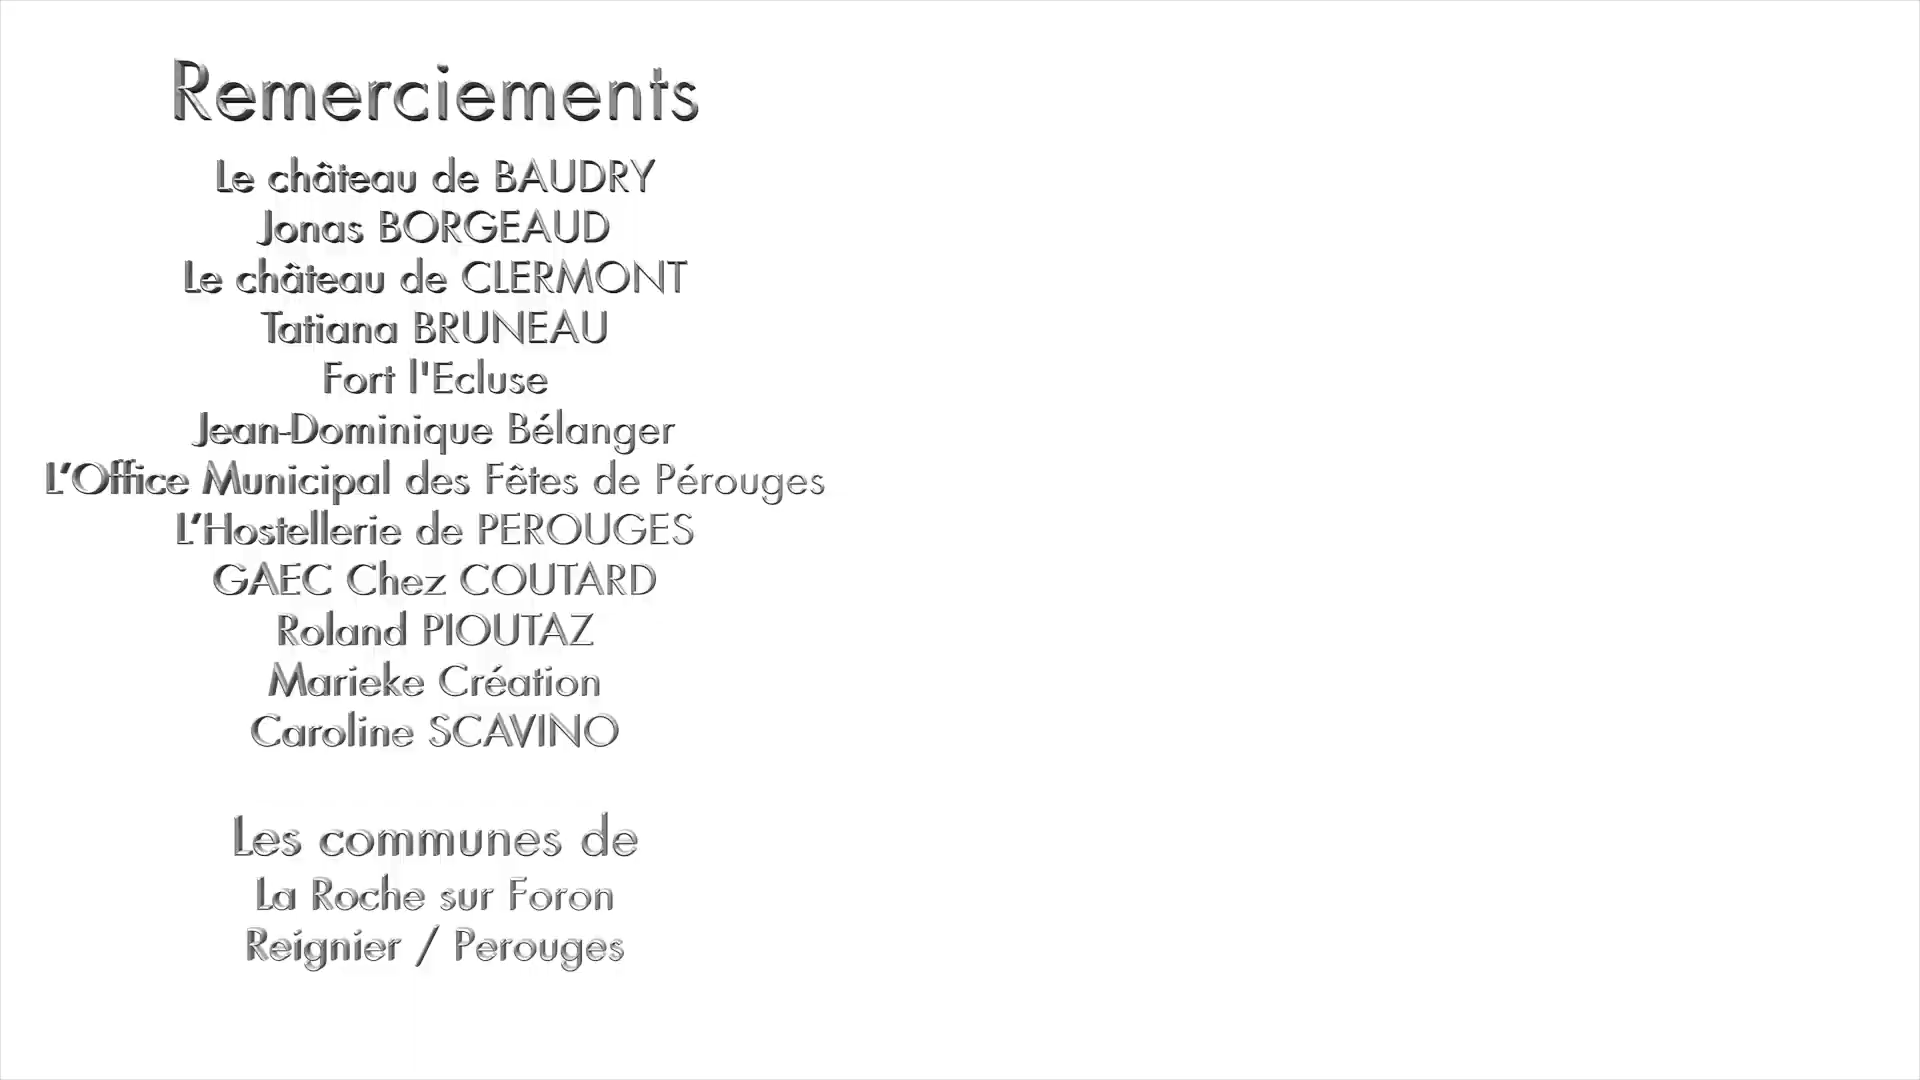 Remerciements
Le château de BAUDRY
Jonas BORGEAUD
Le château de CLERMONT
Tatiana BRUNEAU
Fort l'Ecluse
Jean-Dominique Bélanger
L’Office Municipal des Fêtes de Pérouges
L’Hostellerie de PEROUGES
GAEC Chez COUTARD
Roland PIOUTAZ
Marieke Création
Caroline SCAVINO
Les communes de
La Roche sur Foron
Reignier / Perouges